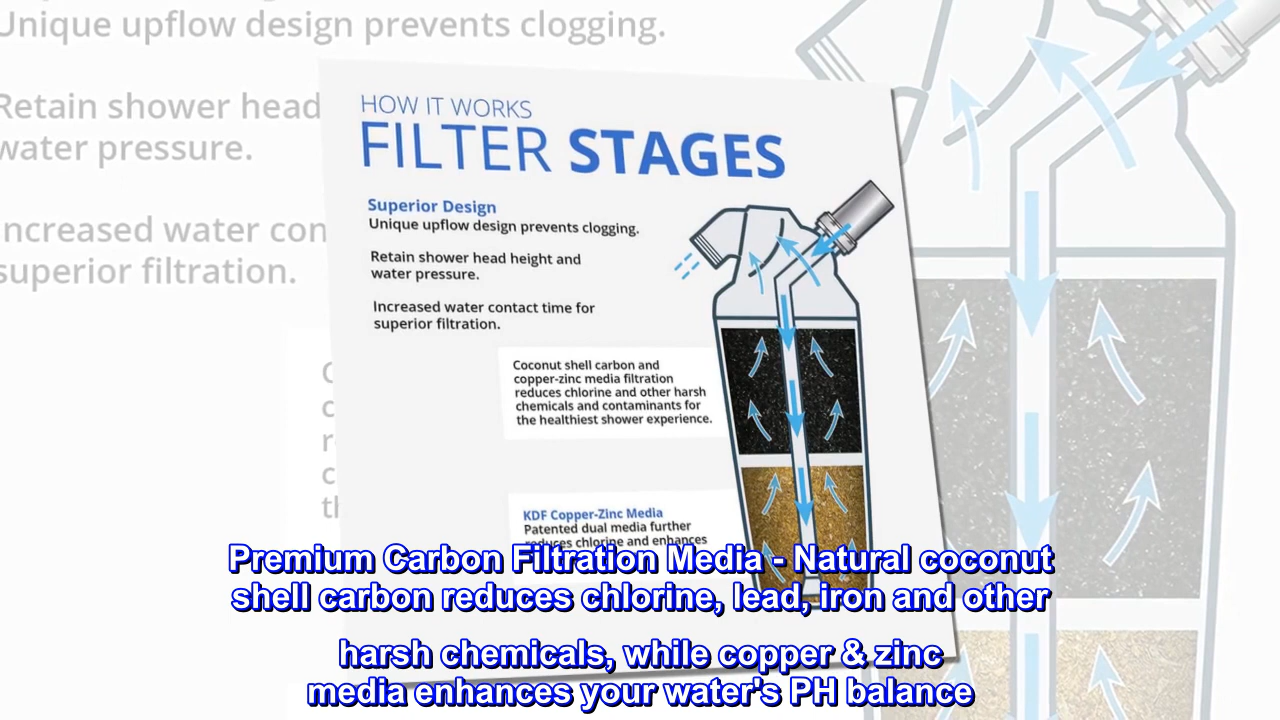 Unique upflow design prevents clogging.
Retain shower head
water pressure.
ncreased water con
superior filtration.
HOW IT WORKS
FILTER STAGES
Superior Design
Unique upflow design prevents clogging.
Retain shower head height and
water pressure.
Increased water contact time for
superior filtration.
Coconut shell carbon and
copper-zinc media filtration
reduces chlorine and other harsh
chemicals and contaminants for
the healthiest shower experience.
KDF Copper-Zinc Media
Patented dual media further
reduces chlorine and enhances
Premium Carbon Filtration Media - Natural coconut
shell carbon reduces chlorine, lead, iron and other
harsh chemicals, while copper & zinc
media enhances your water's PH balance